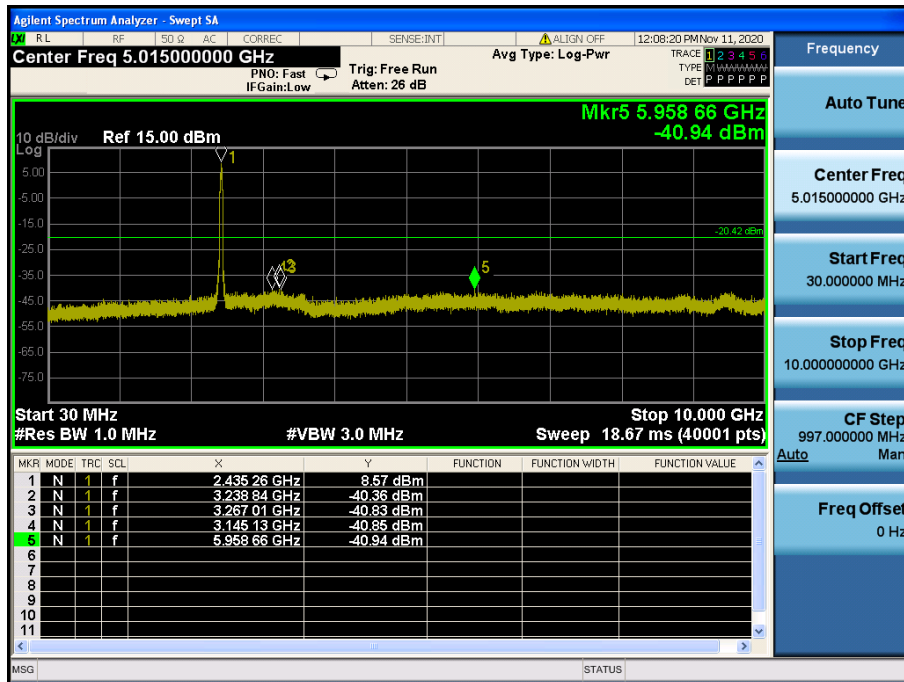 Agilent Spectrum Analyzer - Swept SA
LXI RL RF 50 Ω AC CORREC SENSE:INT ALIGN OFF 12:08:20 PM Nov 11, 2020
Center Freq 5.015000000 GHz
PNO: Fast
IFGain:Low
Trig: Free Run
Atten: 26 dB
Avg Type: Log-Pwr
TRACE 1 2 3 4 5 6
TYPE M WWWWW
DET P P P P P P
Mkr5 5.958 66 GHz
-40.94 dBm
10 dB/div Ref 15.00 dBm
Log
1
5.00
-5.00
-15.0
-20.42 dBm
-25.0
5
-35.0
-45.0
-55.0
-65.0
-75.0
Start 30 MHz Stop 10.000 GHz
#Res BW 1.0 MHz #VBW 3.0 MHz Sweep 18.67 ms (40001 pts)
MKR MODE TRC SCL X Y FUNCTION FUNCTION WIDTH FUNCTION VALUE
1 N 1 f 2.435 26 GHz 8.57 dBm
2 N 1 f 3.238 84 GHz -40.36 dBm
3 N 1 f 3.267 01 GHz -40.83 dBm
4 N 1 f 3.145 13 GHz -40.85 dBm
5 N 1 f 5.958 66 GHz -40.94 dBm
6
7
8
9
10
11
MSG STATUS
Frequency
Auto Tune
Center Freq
5.015000000 GHz
Start Freq
30.000000 MHz
Stop Freq
10.000000000 GHz
CF Step
997.000000 MHz
Auto Man
Freq Offset
0 Hz